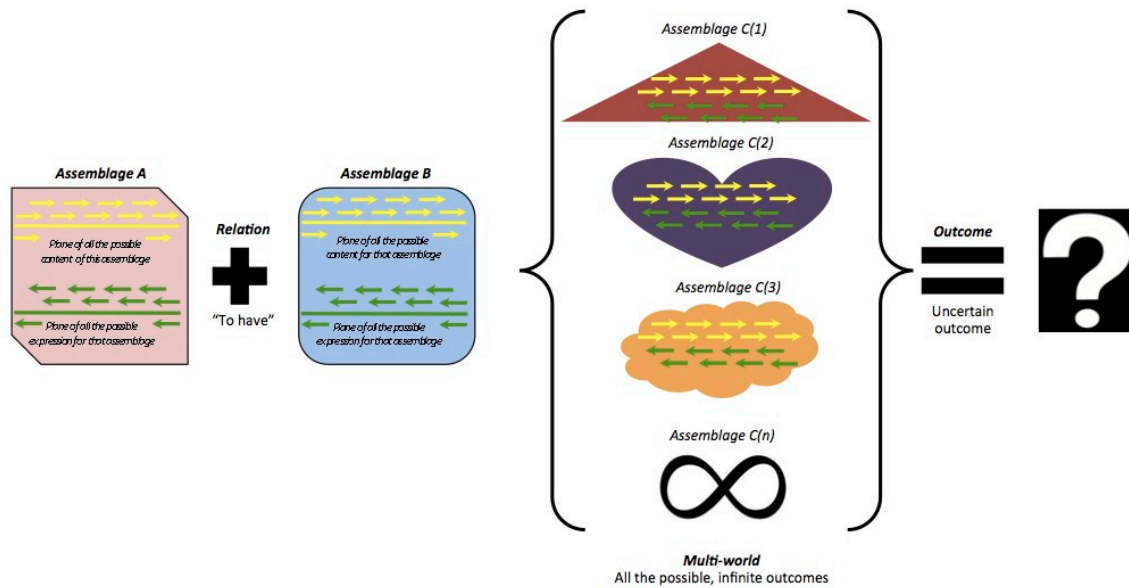 Assemblage A
Plane of all the possible
content of this assemblage
Plane of all the possible
expression for that assemblage
Relation
"To have"
Assemblage B
Plane of all the possible
content for that assemblage
Plane of all the possible
expression for that assemblage
Assemblage C(1)
Assemblage C(2)
Assemblage C(3)
Assemblage C(n)
Multi-world
All the possible, infinite outcomes
Outcome
Uncertain
outcome
?